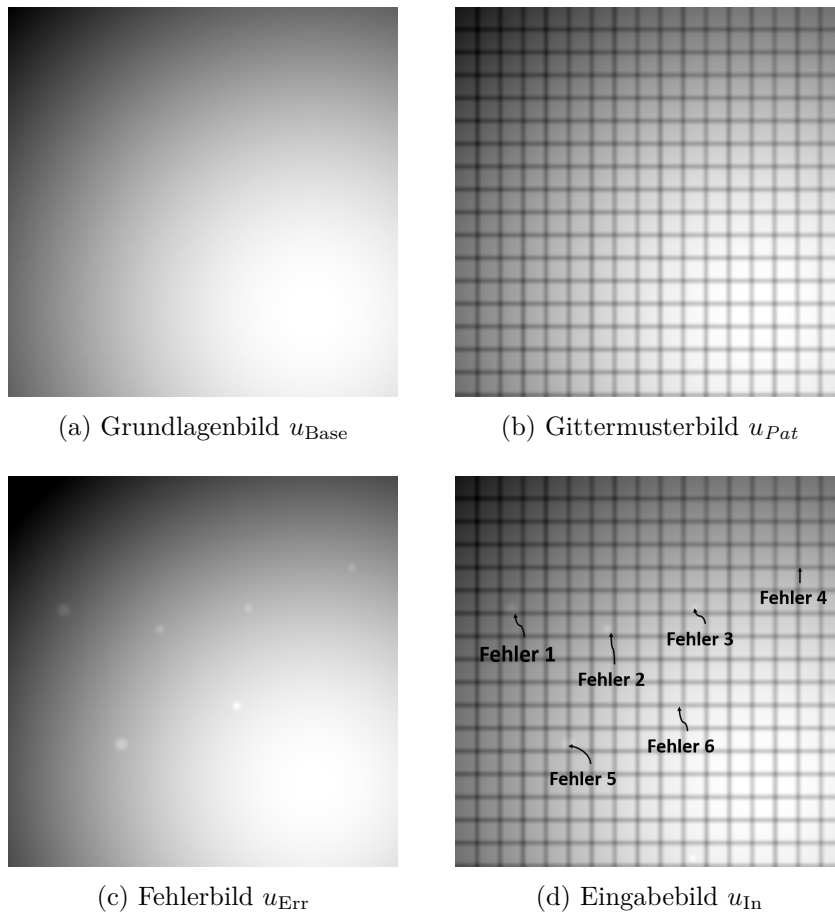 (a) Grundlagenbild u_Base
(b) Gittermusterbild u_Pat
Fehler 4
Fehler 1
Fehler 3
Fehler 2
Fehler 6
Fehler 5
(c) Fehlerbild u_Err
(d) Eingabebild u_In